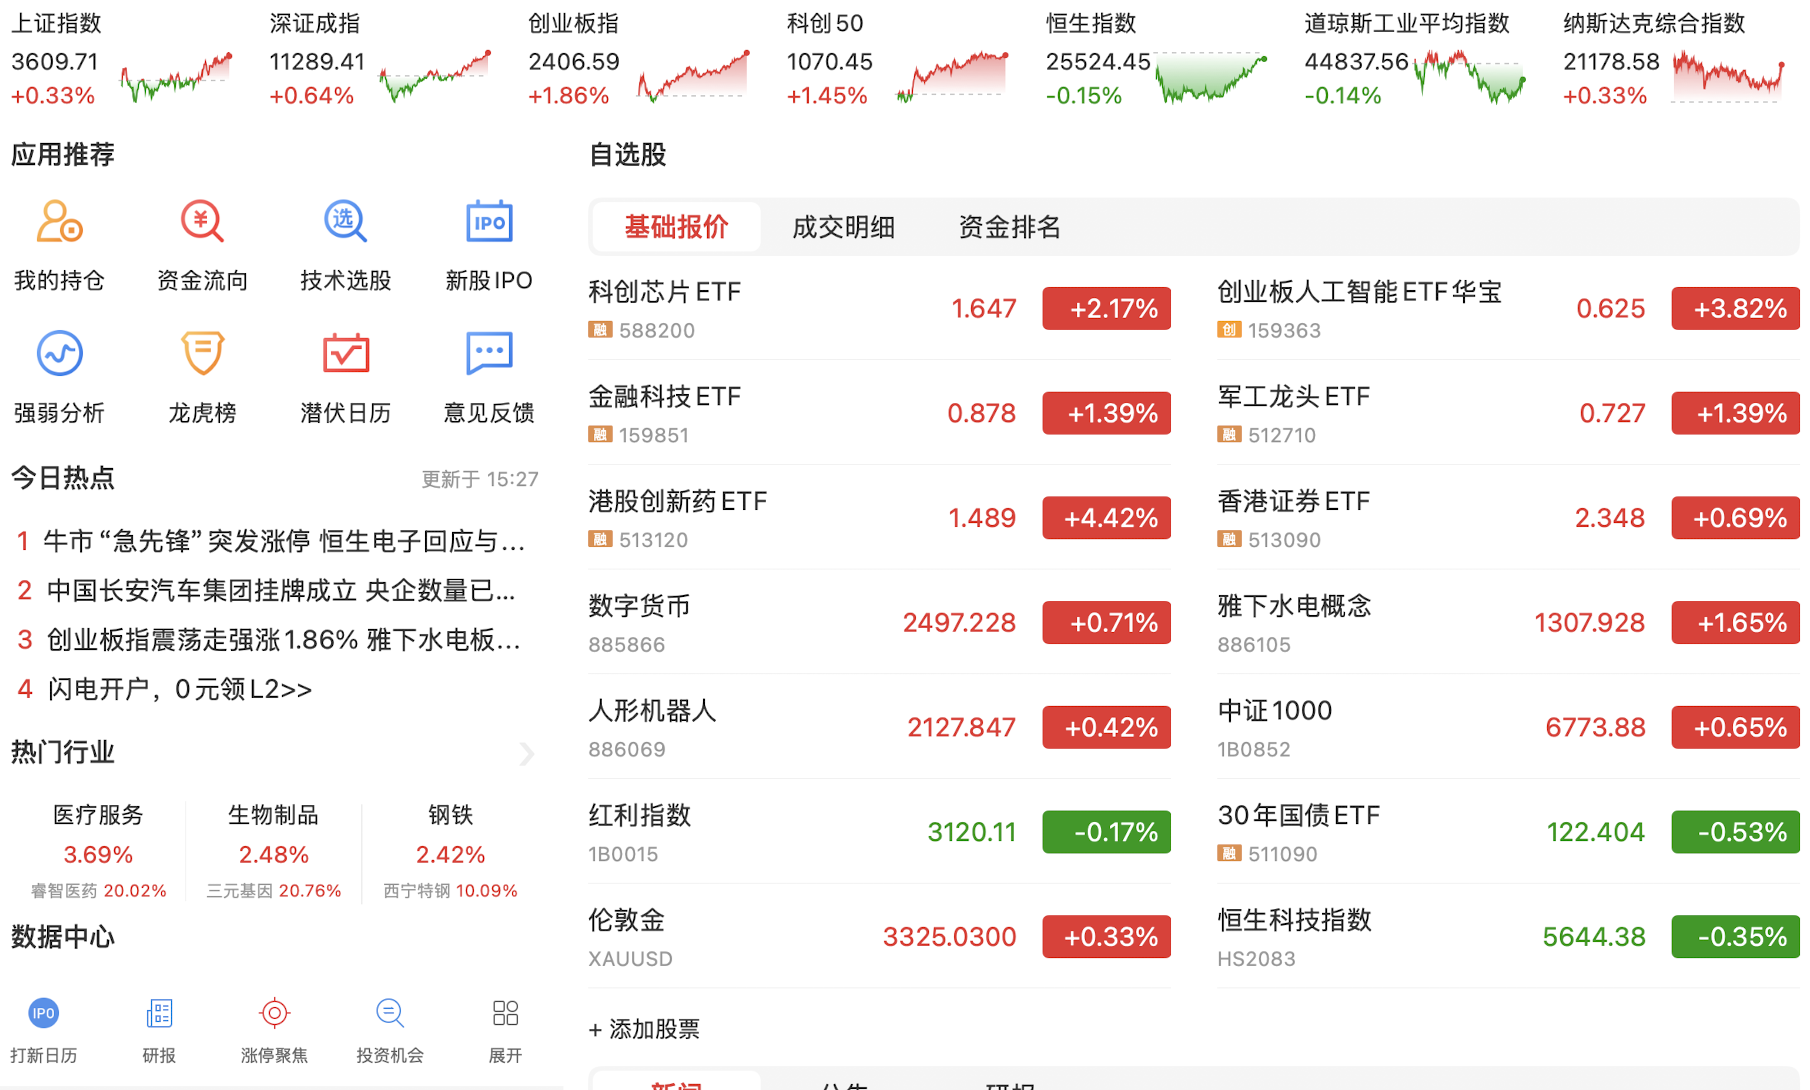 上证指数
3609.71
+0.33%
深证成指
11289.41
+0.64%
创业板指
2406.59
+1.86%
科创50
1070.45
+1.45%
恒生指数
25524.45
-0.15%
道琼斯工业平均指数
44837.56
-0.14%
纳斯达克综合指数
21178.58
+0.33%
应用推荐
我的持仓
¥
资金流向
选
技术选股
IPO
新股IPO
强弱分析
龙虎榜
潜伏日历
意见反馈
今日热点
更新于 15:27
1 牛市“急先锋”突发涨停 恒生电子回应与...
2 中国长安汽车集团挂牌成立 央企数量已...
3 创业板指震荡走强涨1.86% 雅下水电板...
4 闪电开户，0元领L2>>
热门行业
医疗服务
3.69%
睿智医药 20.02%
生物制品
2.48%
三元基因 20.76%
钢铁
2.42%
西宁特钢 10.09%
数据中心
IPO
打新日历
研报
涨停聚焦
投资机会
展开
自选股
基础报价 成交明细 资金排名
科创芯片ETF
融 588200
1.647
+2.17%
创业板人工智能ETF华宝
创 159363
0.625
+3.82%
金融科技ETF
融 159851
0.878
+1.39%
军工龙头ETF
融 512710
0.727
+1.39%
港股创新药ETF
融 513120
1.489
+4.42%
香港证券ETF
融 513090
2.348
+0.69%
数字货币
885866
2497.228
+0.71%
雅下水电概念
886105
1307.928
+1.65%
人形机器人
886069
2127.847
+0.42%
中证1000
1B0852
6773.88
+0.65%
红利指数
1B0015
3120.11
-0.17%
30年国债ETF
融 511090
122.404
-0.53%
伦敦金
XAUUSD
3325.0300
+0.33%
恒生科技指数
HS2083
5644.38
-0.35%
+ 添加股票
新闻 公告 研报